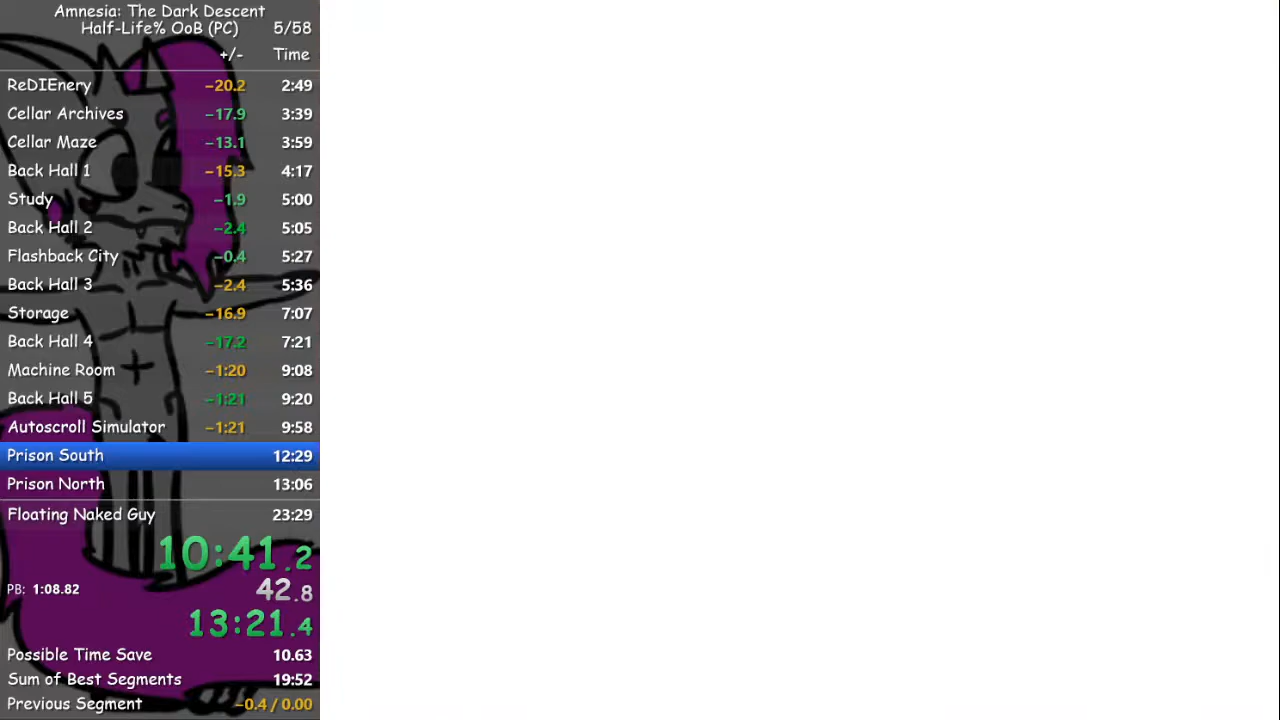 Amnesia: The Dark Descent
Half-Life% OoB (PC) 5/58
+/- Time
ReDIEnery −20.2 2:49
Cellar Archives −17.9 3:39
Cellar Maze −13.1 3:59
Back Hall 1 −15.3 4:17
Study −1.9 5:00
Back Hall 2 −2.4 5:05
Flashback City −0.4 5:27
Back Hall 3 −2.4 5:36
Storage −16.9 7:07
Back Hall 4 −17.2 7:21
Machine Room −1:20 9:08
Back Hall 5 −1:21 9:20
Autoscroll Simulator −1:21 9:58
Prison South 12:29
Prison North 13:06
Floating Naked Guy 23:29
10:41.2
PB: 1:08.82 42.8
13:21.4
Possible Time Save 10.63
Sum of Best Segments 19:52
Previous Segment −0.4 / 0.00